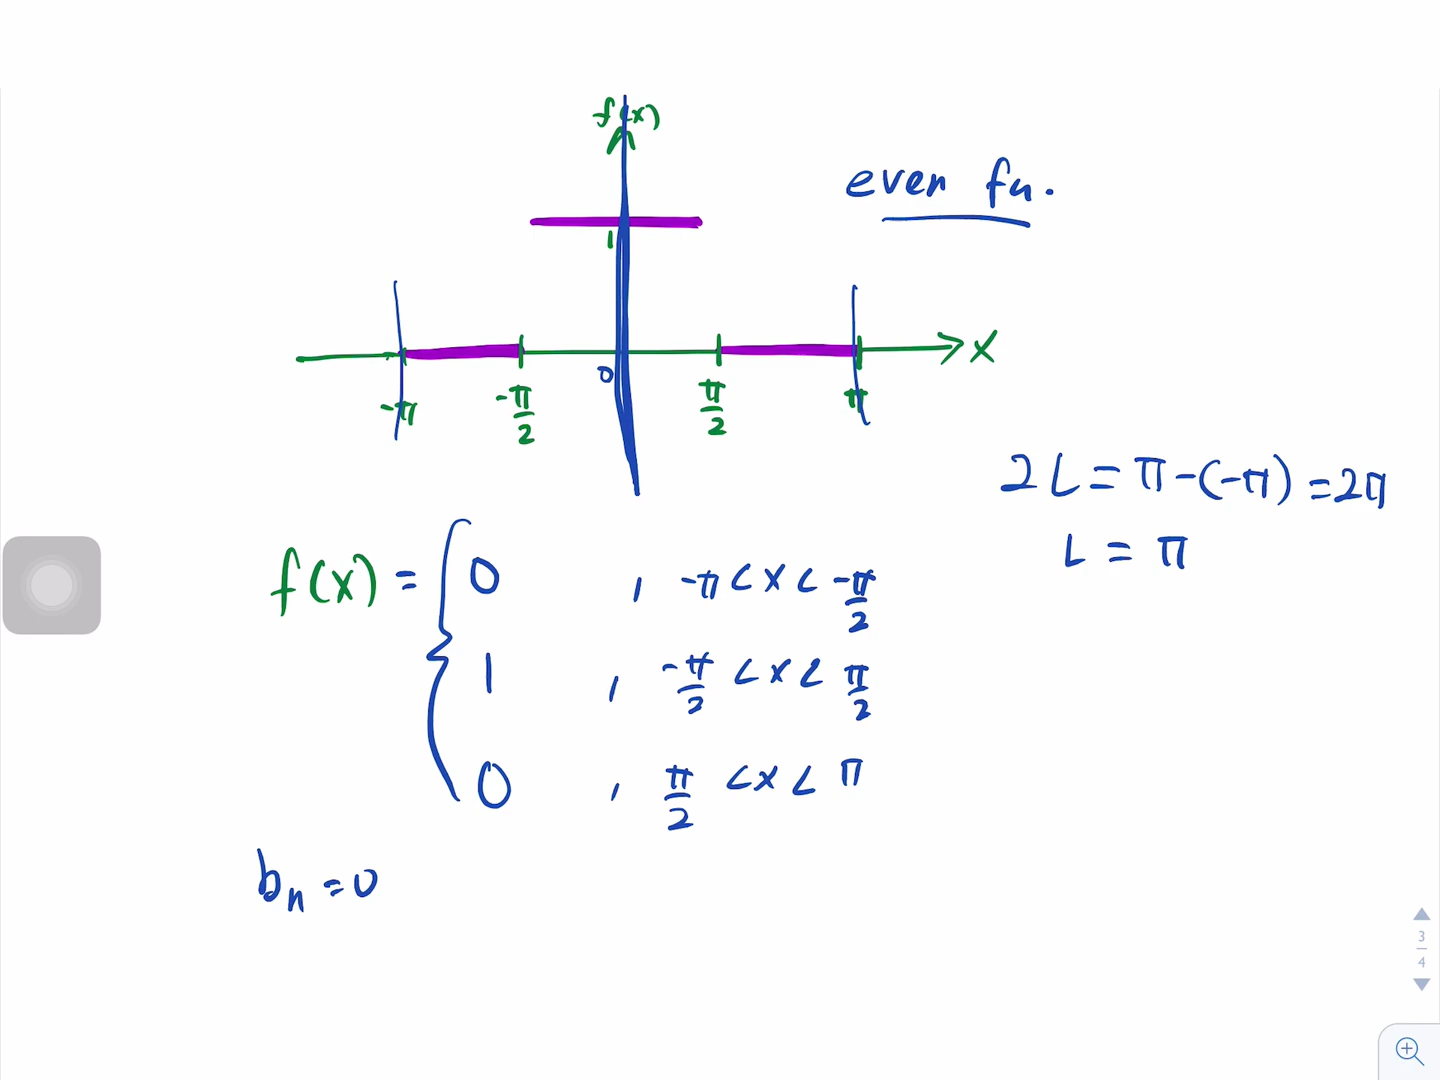 f(x)
even fn.
1
0
x
-π
-π/2
π/2
π
2L = π-(-π) = 2π
L = π
f(x) = { 0 , -π < x < -π/2
1 , -π/2 < x < π/2
0 , π/2 < x < π
bn = 0
3
4